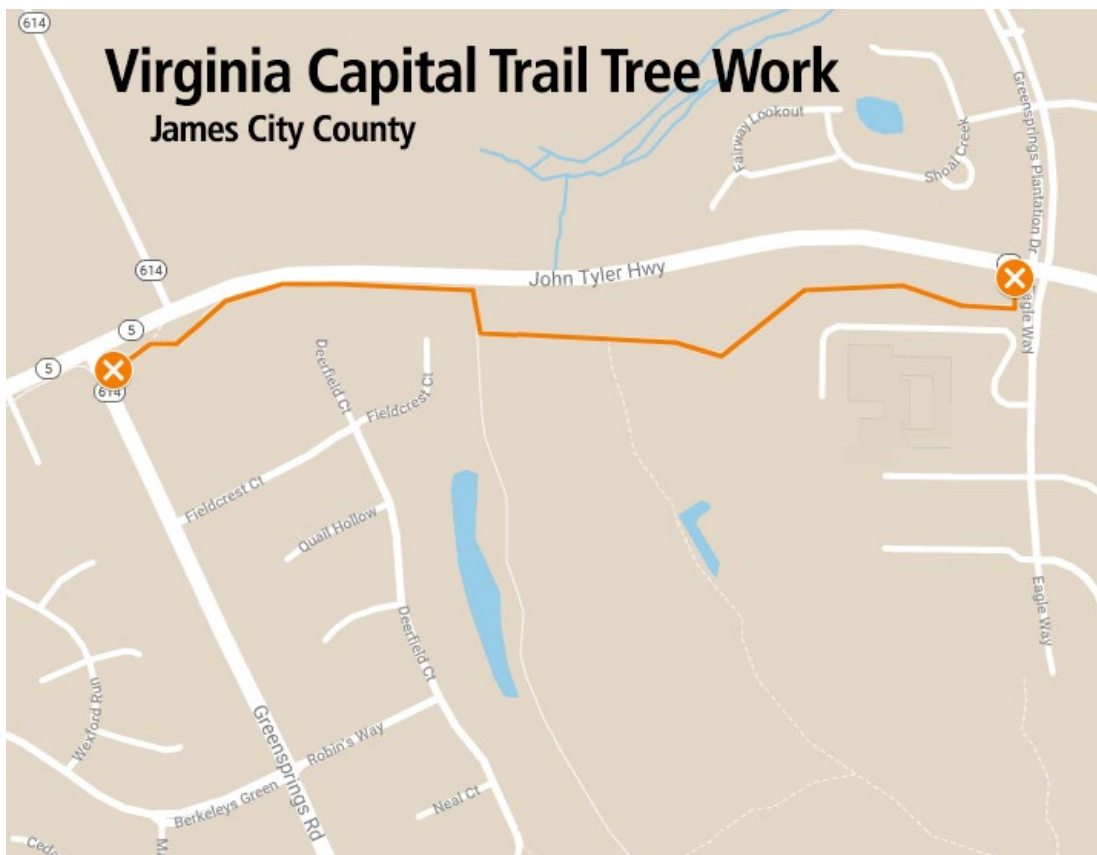 614
Virginia Capital Trail Tree Work
James City County
Greensprings Plantation Dr
Fairway Lookout
Shoal Creek
614
John Tyler Hwy
5
5
614
Eagle Way
Deerfield Ct
Fieldcrest Ct
Fieldcrest Ct
Quail Hollow
Eagle Way
Deerfield Ct
Wexford Run
Greensprings Rd
Robin's Way
Berkeleys Green
Neal Ct